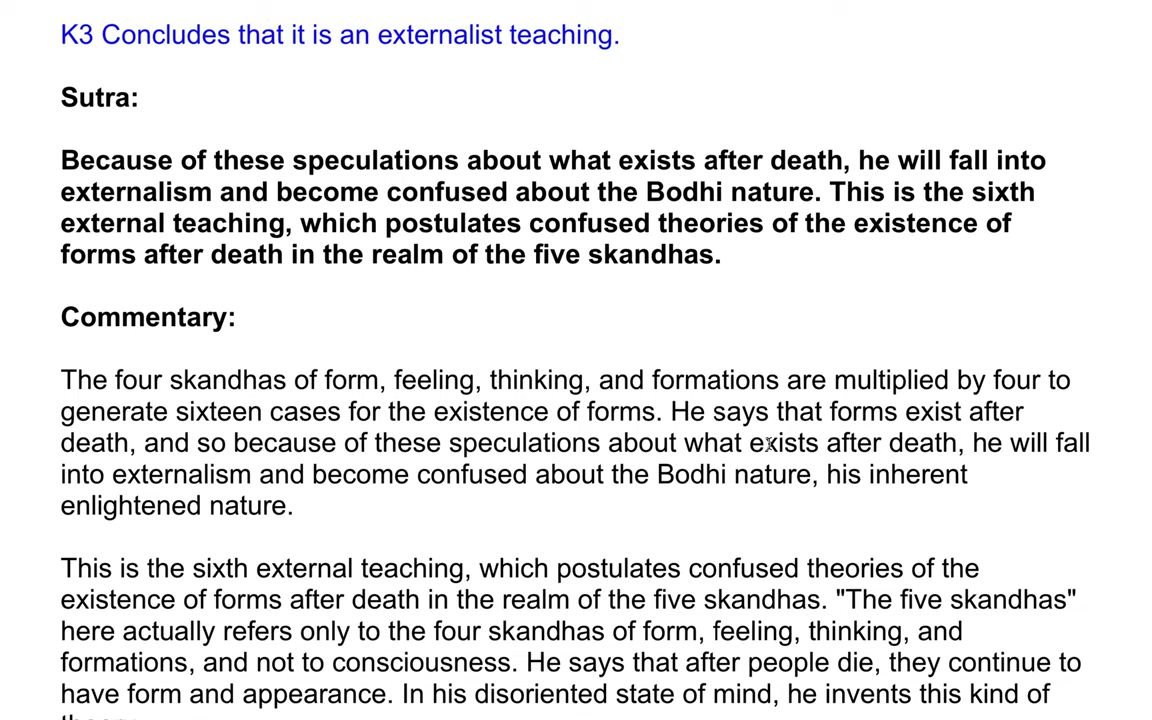 K3 Concludes that it is an externalist teaching.
Sutra:
Because of these speculations about what exists after death, he will fall into
externalism and become confused about the Bodhi nature. This is the sixth
external teaching, which postulates confused theories of the existence of
forms after death in the realm of the five skandhas.
Commentary:
The four skandhas of form, feeling, thinking, and formations are multiplied by four to
generate sixteen cases for the existence of forms. He says that forms exist after
death, and so because of these speculations about what exists after death, he will fall
into externalism and become confused about the Bodhi nature, his inherent
enlightened nature.
This is the sixth external teaching, which postulates confused theories of the
existence of forms after death in the realm of the five skandhas. "The five skandhas"
here actually refers only to the four skandhas of form, feeling, thinking, and
formations, and not to consciousness. He says that after people die, they continue to
have form and appearance. In his disoriented state of mind, he invents this kind of